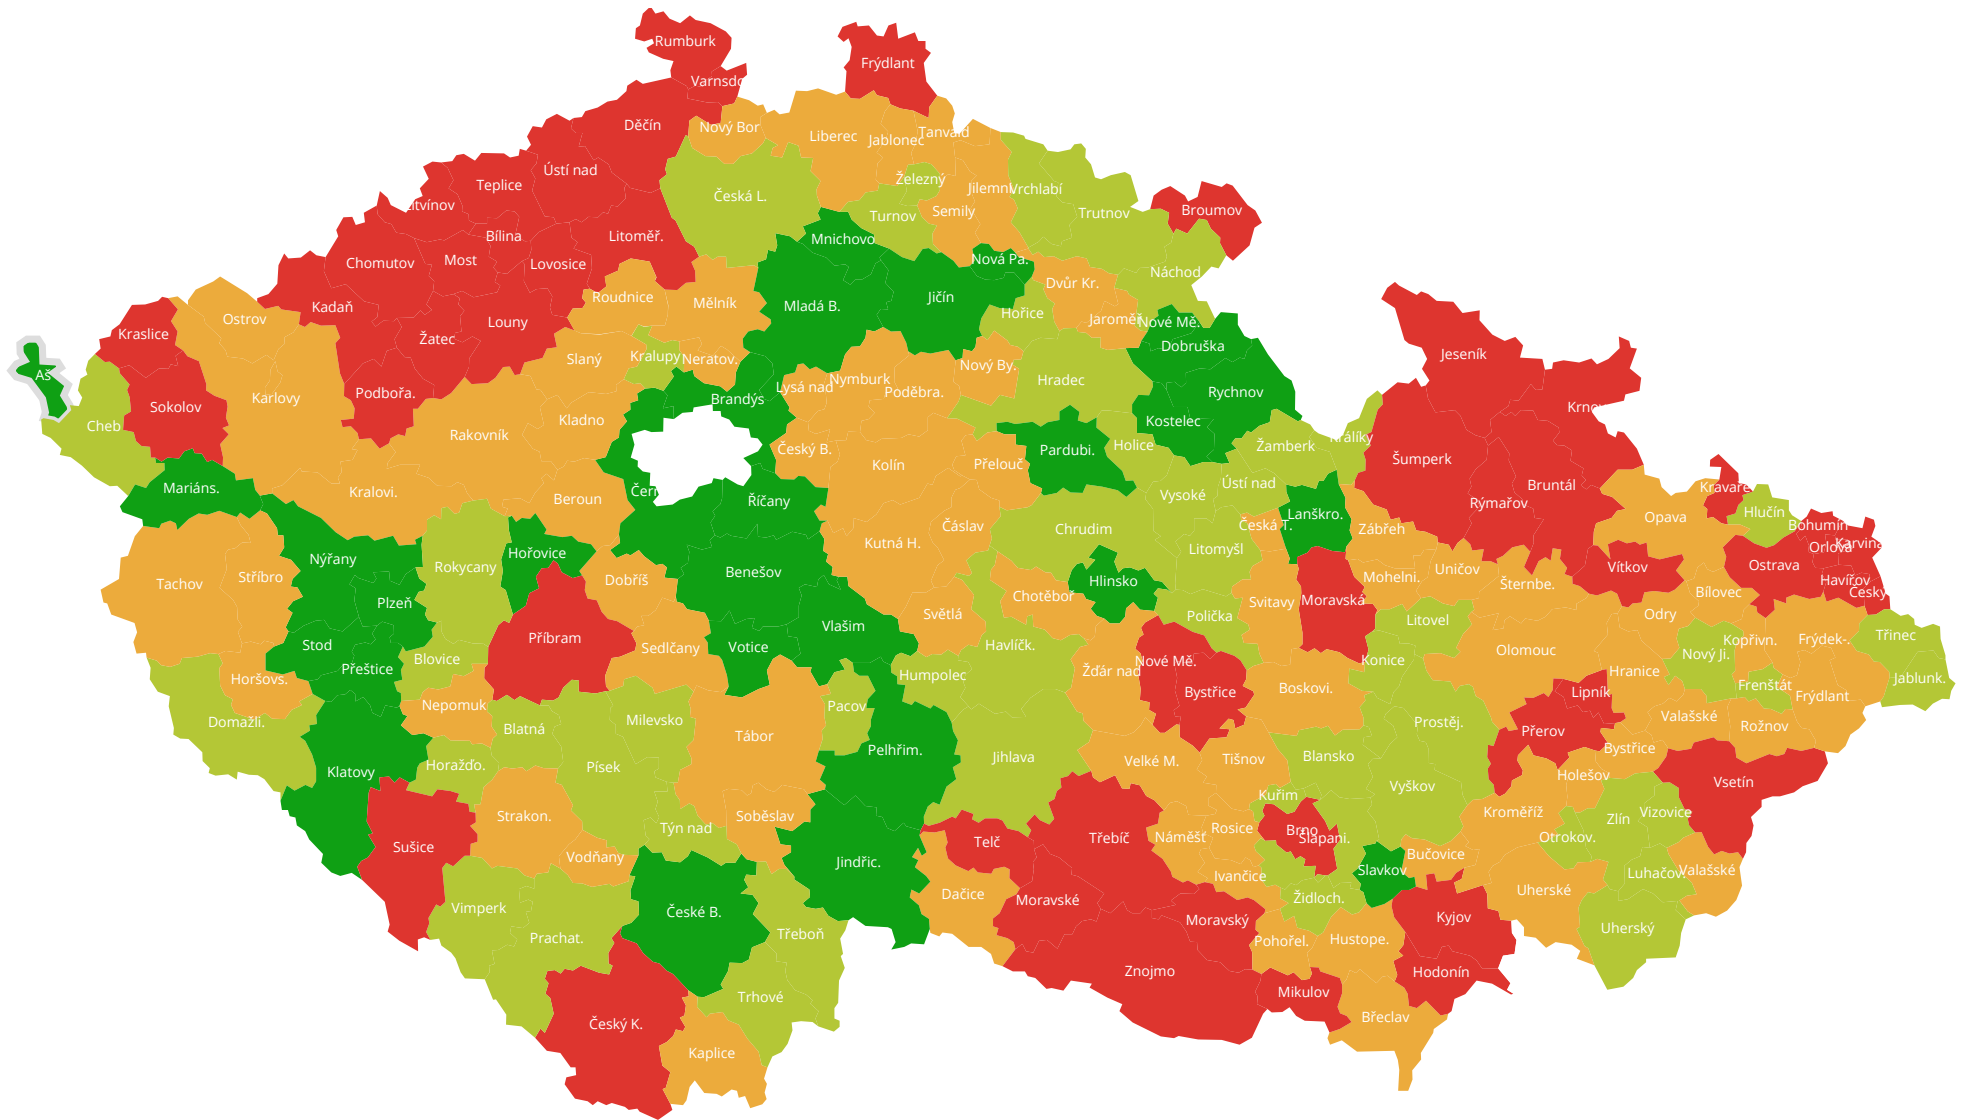 Rumburk
Frýdlant
Varnsdo
Děčín
Nový Bor
Liberec
Jablonec
Tanvald
Ústí nad
Teplice
Železný
Jilemni
Vrchlabí
Česká L.
Litvínov
Semily
Turnov
Trutnov
Broumov
Bílina
Litoměř.
Mnichovo
Most
Lovosice
Chomutov
Nová Pa.
Náchod
Dvůr Kr.
Roudnice
Mělník
Jičín
Mladá B.
Kadaň
Hořice
Ostrov
Louny
Jaroměř
Nové Mě.
Kraslice
Žatec
Dobruška
Jeseník
Slaný
Kralupy
Neratov.
Nový By.
Aš
Nymburk
Hradec
Lysá nad
Podbořa.
Poděbra.
Rychnov
Karlovy
Brandýs
Sokolov
Krnov
Kladno
Kostelec
Cheb
Rakovník
Králíky
Český B.
Pardubi.
Holice
Žamberk
Kolín
Přelouč
Šumperk
Mariáns.
Kralovi.
Čern
Ústí nad
Bruntál
Kravaře
Beroun
Říčany
Vysoké
Rýmařov
Hlučín
Lanškro.
Opava
Čáslav
Chrudim
Česká T.
Zábřeh
Bohumín
Kutná H.
Litomyšl
Orlová
Karviná
Hořovice
Nýřany
Rokycany
Vítkov
Ostrava
Uničov
Stříbro
Tachov
Dobříš
Benešov
Hlinsko
Mohelni.
Šternbe.
Havířov
Český
Bílovec
Plzeň
Chotěboř
Svitavy
Moravská
Světlá
Polička
Odry
Litovel
Vlašim
Příbram
Třinec
Stod
Sedlčany
Votice
Havlíčk.
Kopřivn.
Frýdek-.
Olomouc
Nový Ji.
Blovice
Konice
Nové Mě.
Přeštice
Žďár nad
Hranice
Humpolec
Horšovs.
Jablunk.
Frenštát
Boskovi.
Bystřice
Lipník
Frýdlant
Nepomuk
Pacov
Valašské
Milevsko
Domažli.
Prostěj.
Rožnov
Blatná
Přerov
Tábor
Pelhřim.
Bystřice
Jihlava
Blansko
Tišnov
Velké M.
Horažďo.
Písek
Klatovy
Holešov
Vsetín
Vyškov
Kuřim
Strakon.
Soběslav
Kroměříž
Vizovice
Zlín
Týn nad
Rosice
Brno
Náměšť
Třebíč
Šlapani.
Otrokov.
Telč
Sušice
Vodňany
Bučovice
Jindřic.
Slavkov
Valašské
Luhačov.
Ivančice
Uherské
Dačice
Židloch.
Moravské
Vimperk
České B.
Kyjov
Moravský
Uherský
Třeboň
Prachat.
Pohořel.
Hustope.
Znojmo
Hodonín
Mikulov
Trhové
Břeclav
Český K.
Kaplice